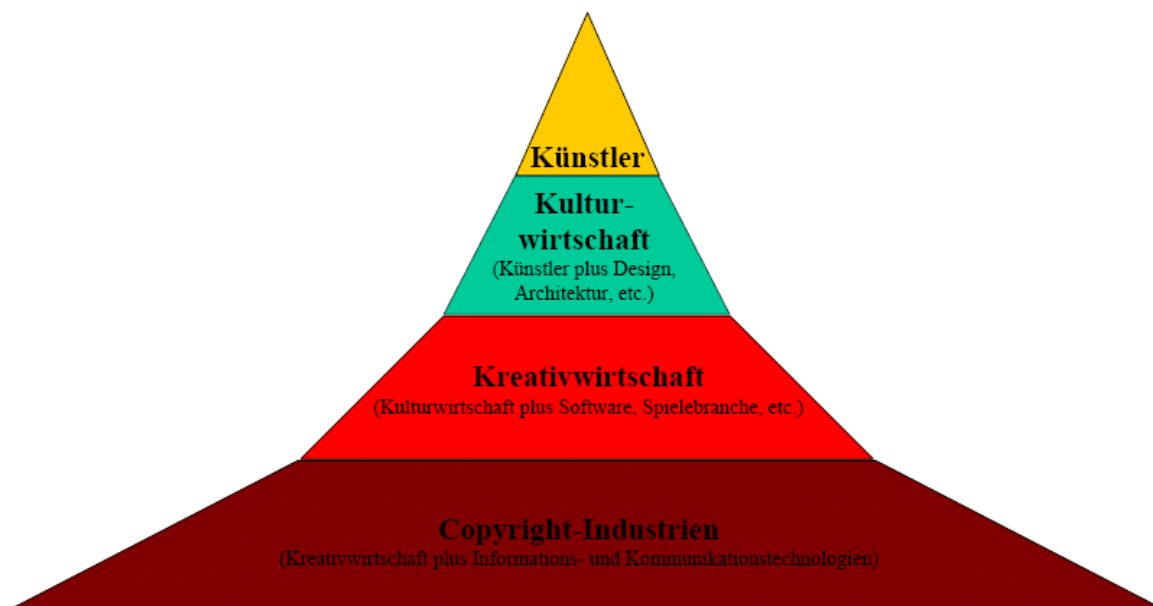 Künstler
Kultur-
wirtschaft
(Künstler plus Design,
Architektur, etc.)
Kreativwirtschaft
(Kulturwirtschaft plus Software, Spielebranche, etc.)
Copyright-Industrien
(Kreativwirtschaft plus Informations- und Kommunikationstechnologien)